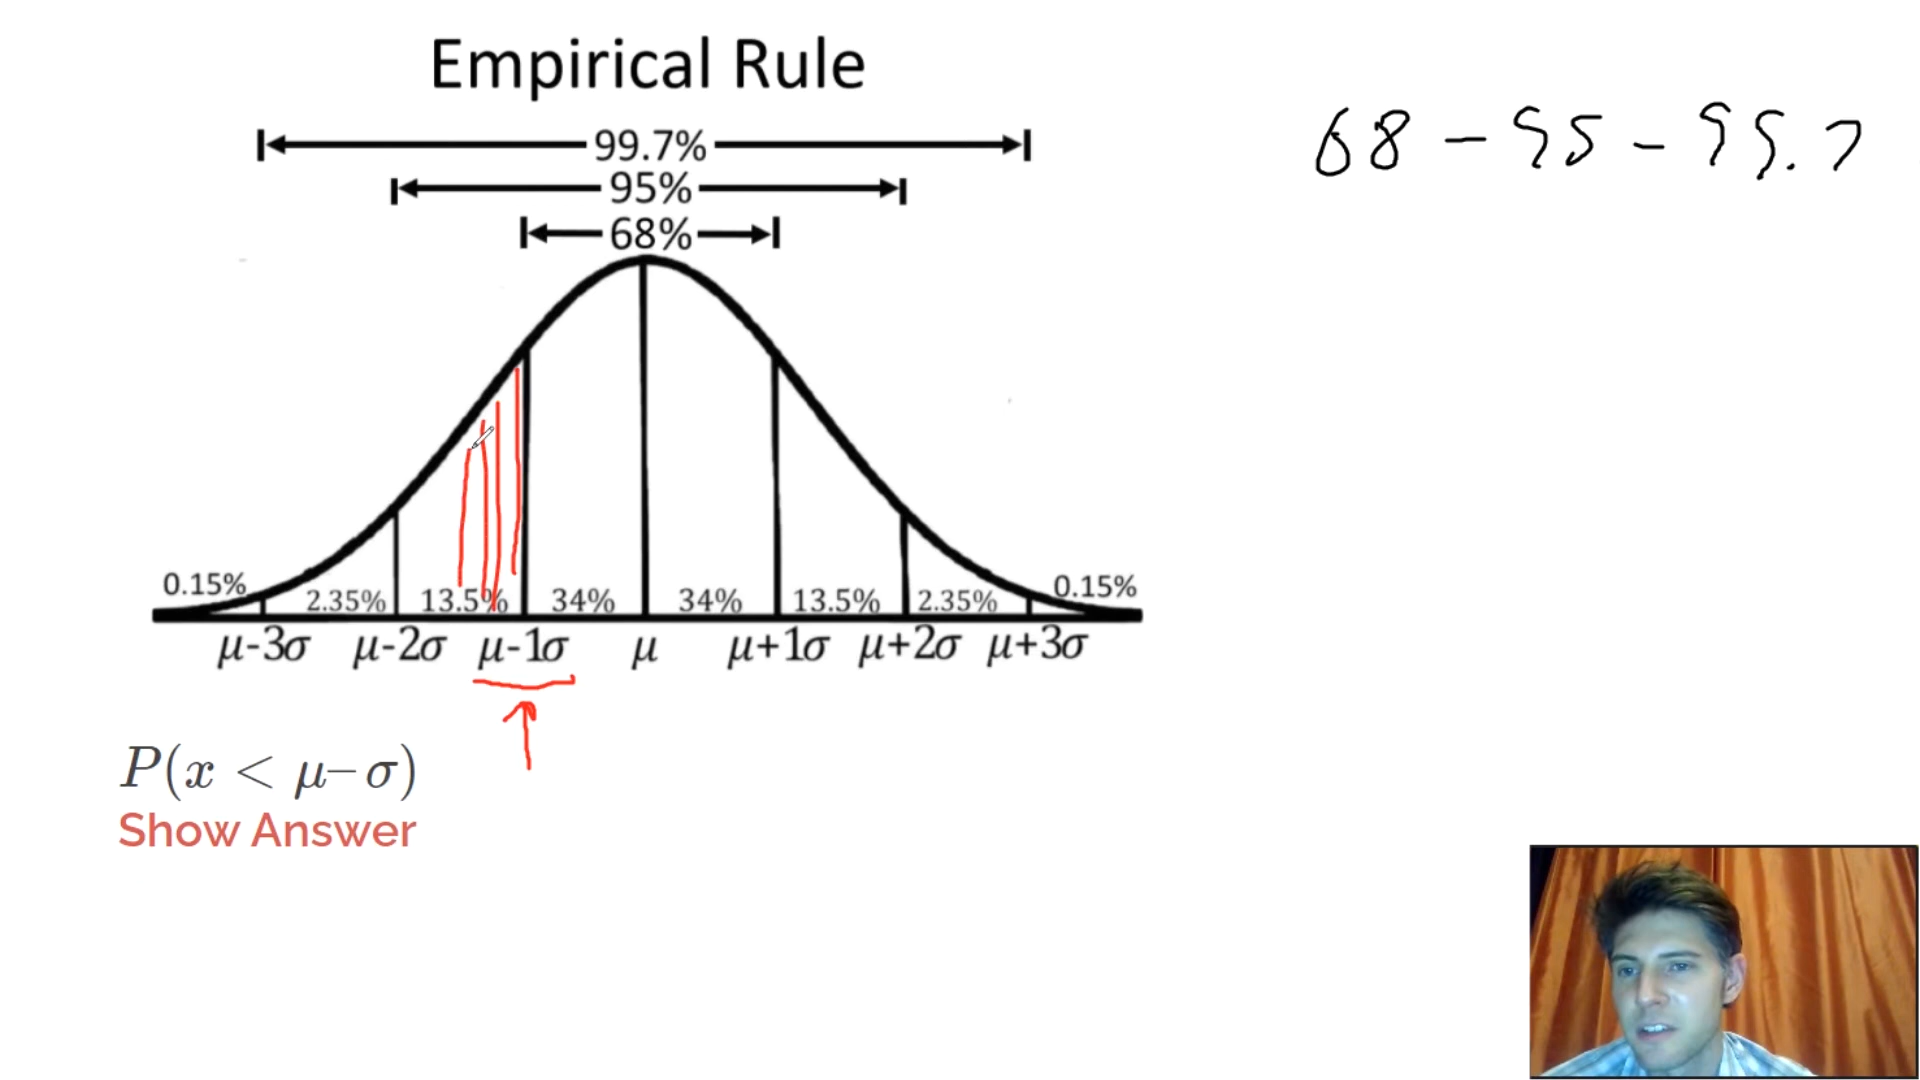 Empirical Rule
68 - 95 - 99.7
99.7%
95%
68%
0.15% 2.35% 13.5% 34% 34% 13.5% 2.35% 0.15%
μ-3σ μ-2σ μ-1σ μ μ+1σ μ+2σ μ+3σ
P(x < μ–σ)
Show Answer